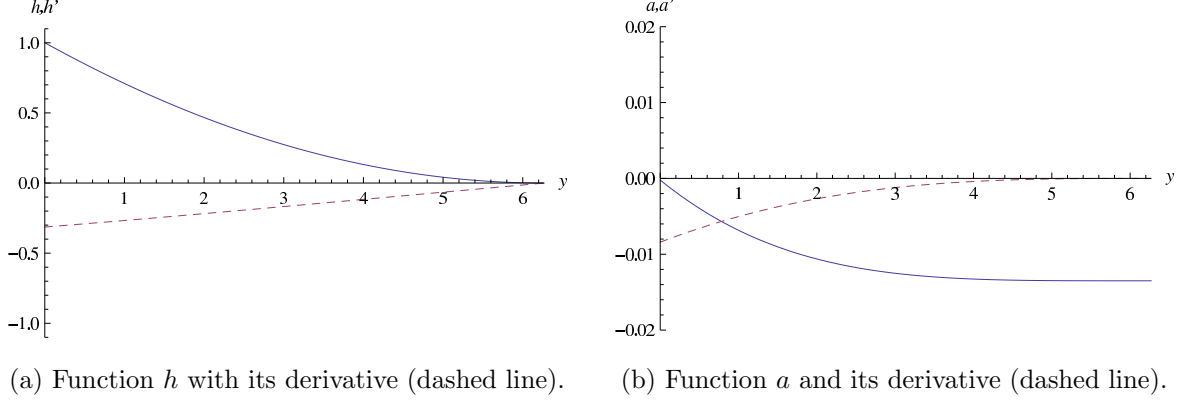 h,h'
1.0
0.5
0.0
−0.5
−1.0
1 2 3 4 5 6 y
(a) Function h with its derivative (dashed line).
a,a'
0.02
0.01
0.00
−0.01
−0.02
1 2 3 4 5 6 y
(b) Function a and its derivative (dashed line).